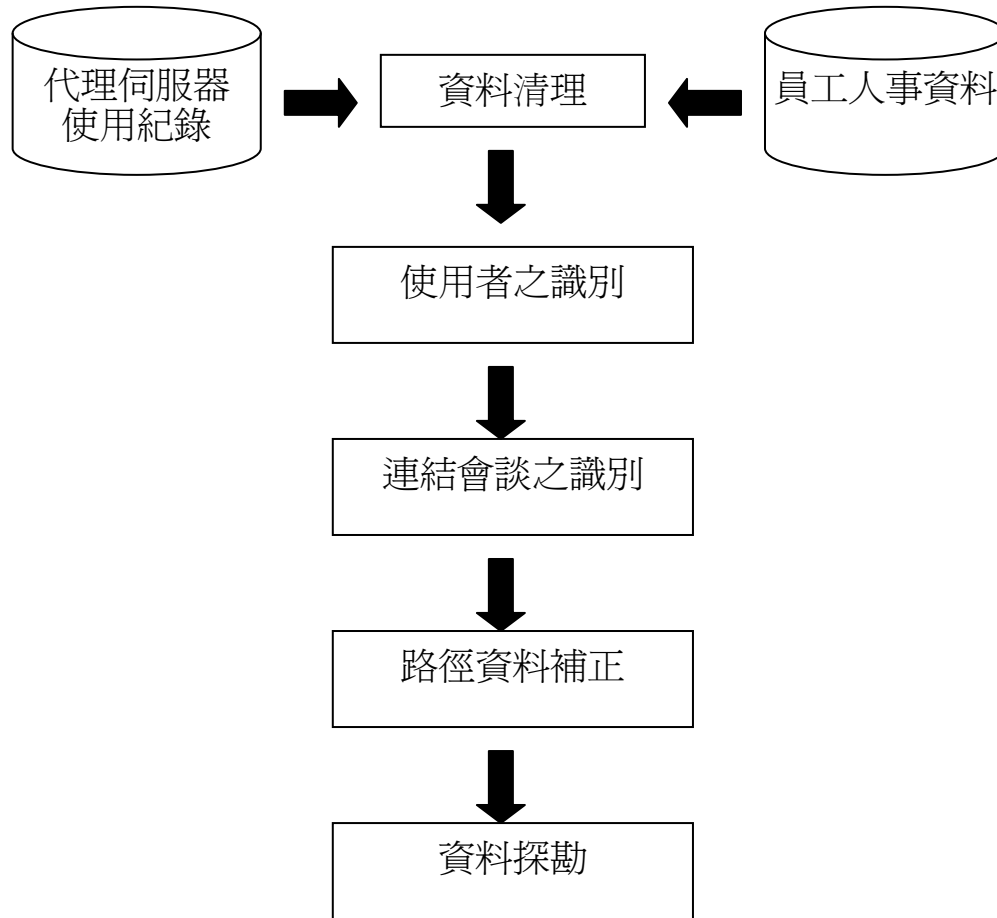 代理伺服器
使用紀錄
資料清理
員工人事資料
使用者之識別
連結會談之識別
路徑資料補正
資料探勘